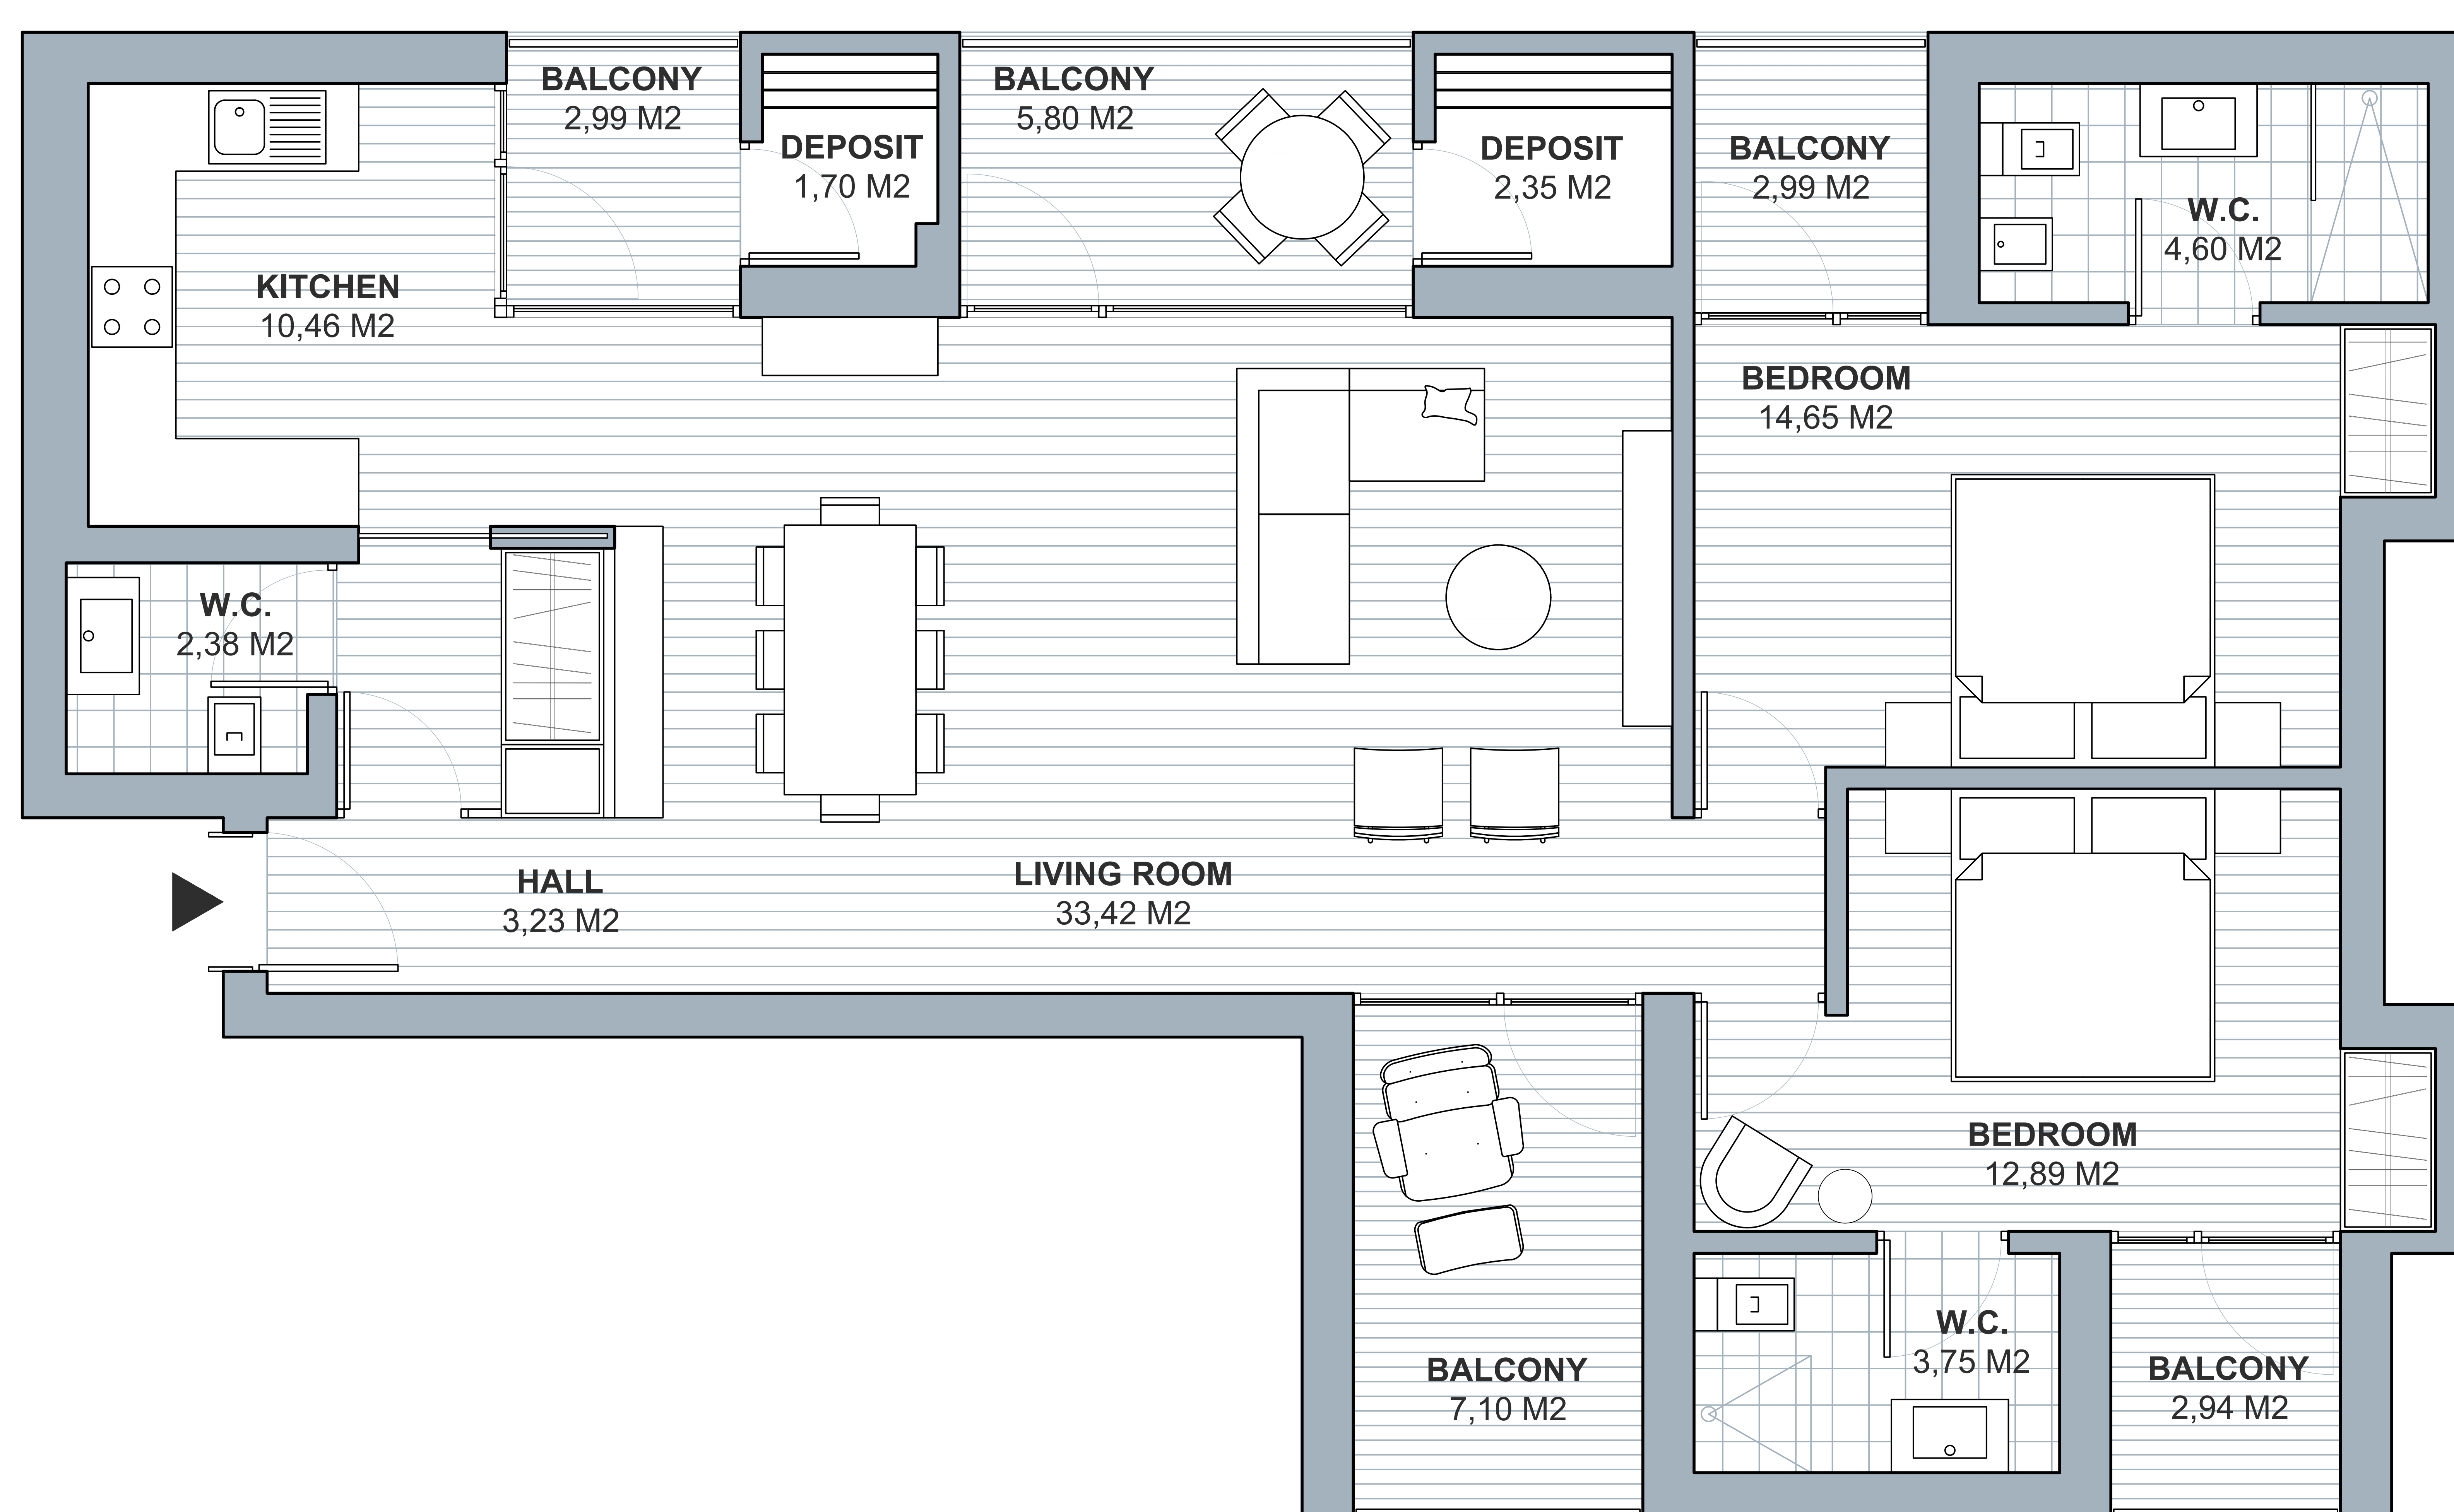 BALCONY
2,99 M2
DEPOSIT
1,70 M2
BALCONY
5,80 M2
DEPOSIT
2,35 M2
BALCONY
2,99 M2
W.C.
4,60 M2
KITCHEN
10,46 M2
BEDROOM
14,65 M2
W.C.
2,38 M2
HALL
3,23 M2
LIVING ROOM
33,42 M2
BEDROOM
12,89 M2
W.C.
3,75 M2
BALCONY
7,10 M2
BALCONY
2,94 M2